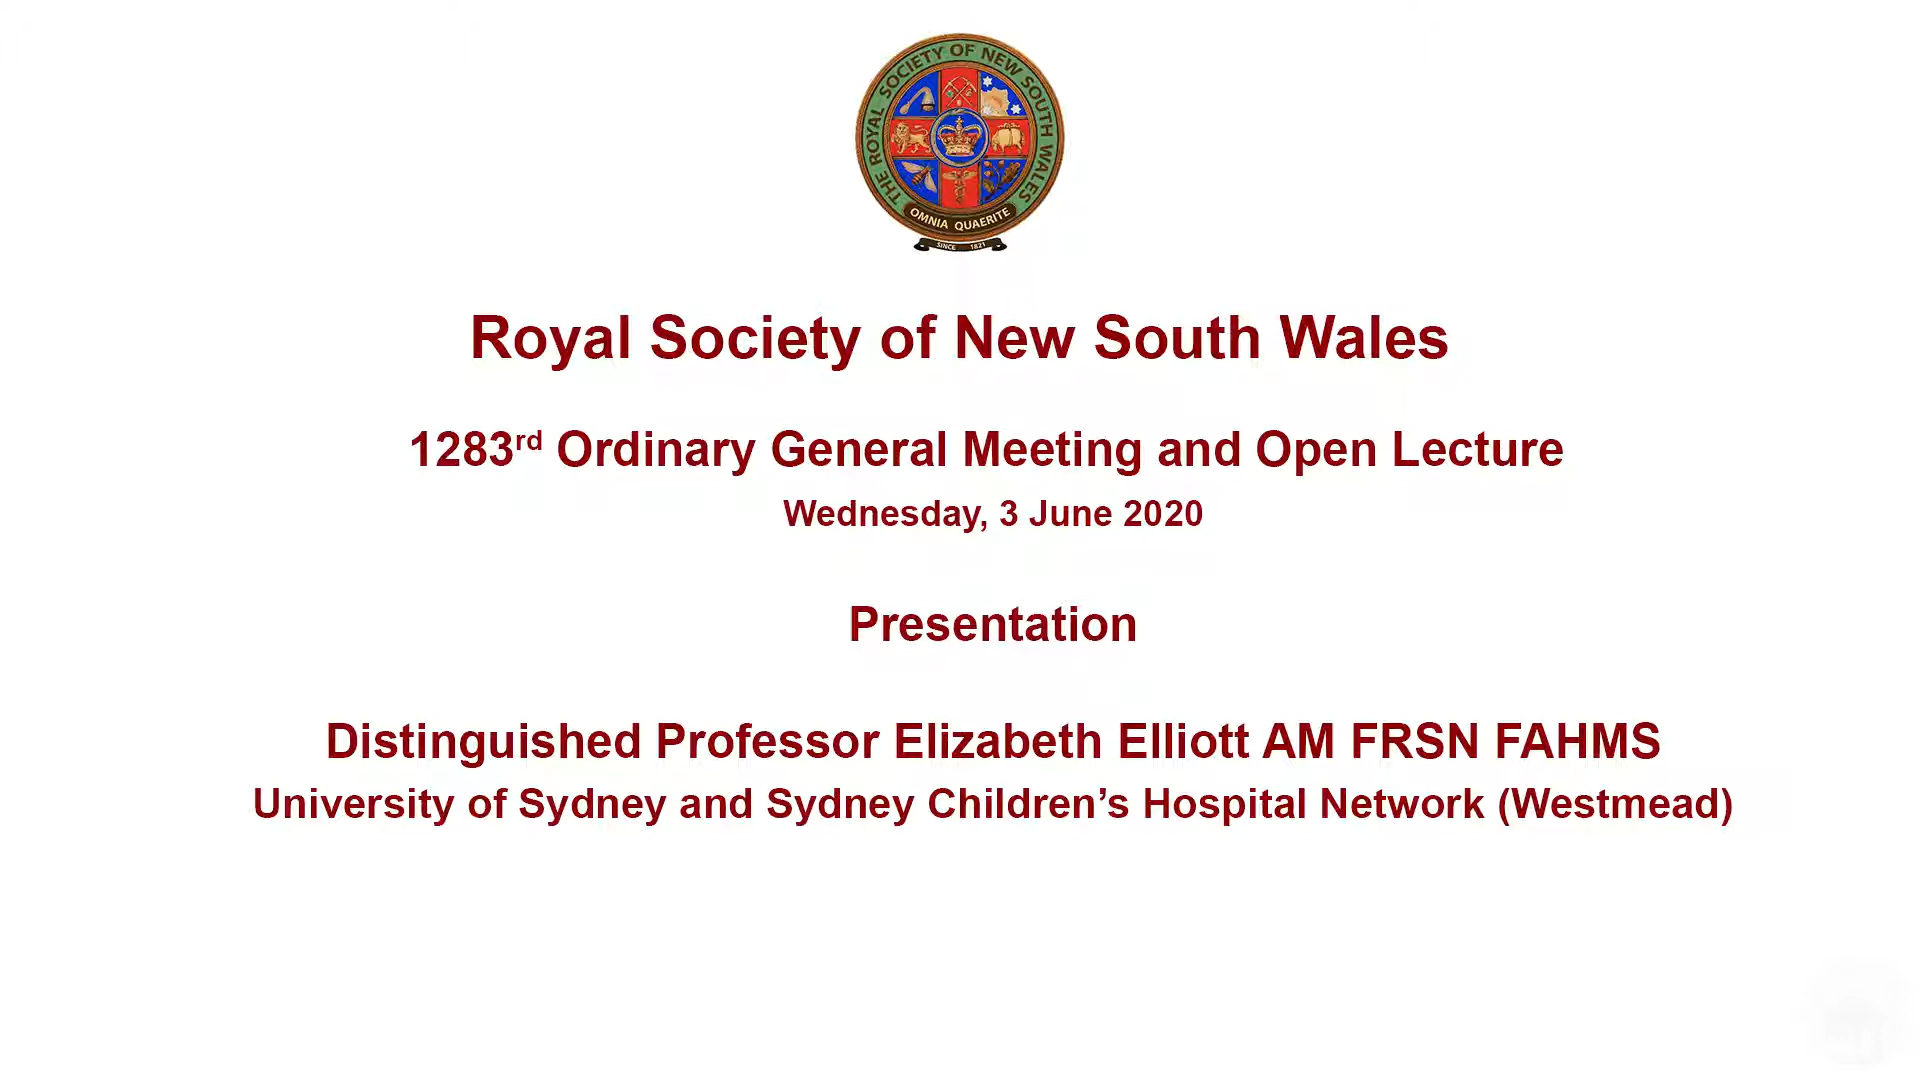 THE ROYAL SOCIETY OF NEW SOUTH WALES
OMNIA QUAERITE
SINCE 1821
Royal Society of New South Wales
1283rd Ordinary General Meeting and Open Lecture
Wednesday, 3 June 2020
Presentation
Distinguished Professor Elizabeth Elliott AM FRSN FAHMS
University of Sydney and Sydney Children’s Hospital Network (Westmead)